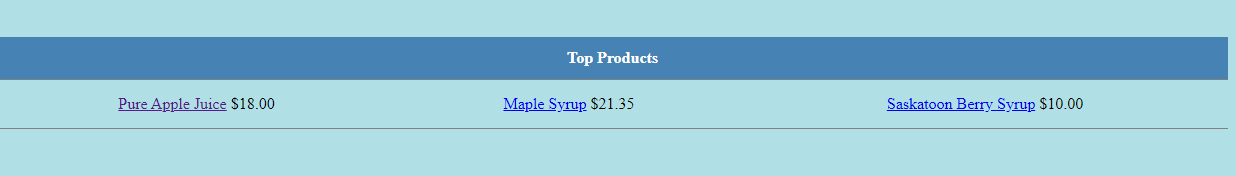 Top Products
Pure Apple Juice $18.00 Maple Syrup $21.35 Saskatoon Berry Syrup $10.00